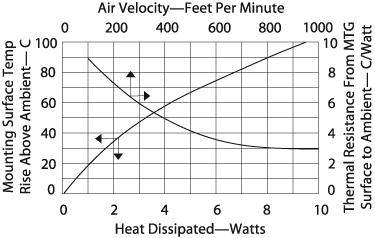 Air Velocity—Feet Per Minute
0 200 400 600 800 1000
Mounting Surface Temp
Rise Above Ambient— C
100
80
60
40
20
0
10
8
6
4
2
0
Thermal Resistance From MTG
Surface to Ambient— C/Watt
0 2 4 6 8 10
Heat Dissipated—Watts